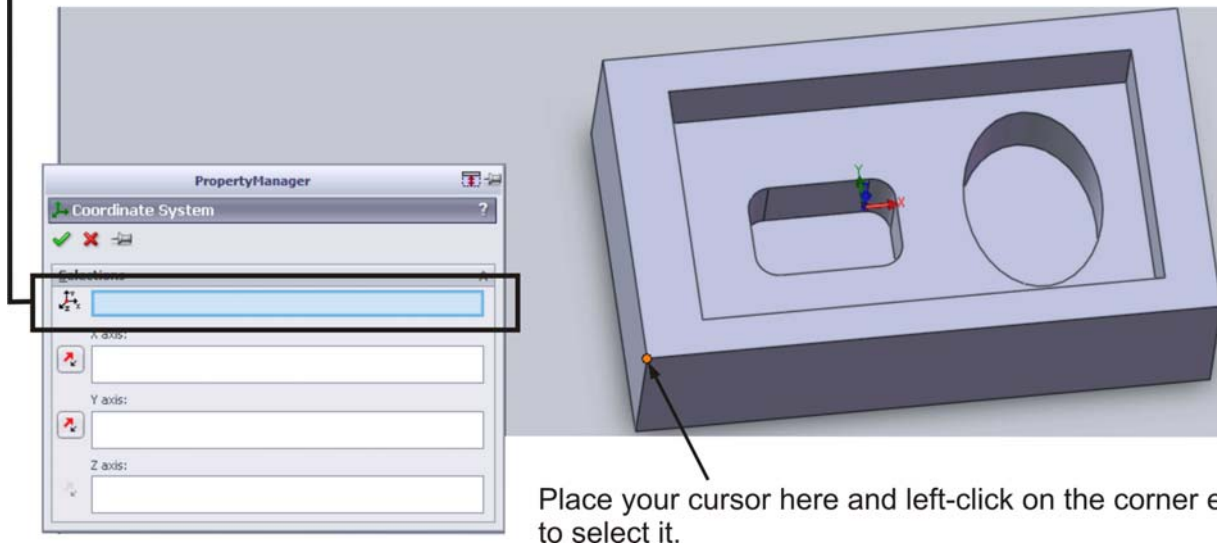 PropertyManager
Coordinate System ?
Selections
X axis:
Y axis:
Z axis:
Y
X
Place your cursor here and left-click on the corner e
to select it.